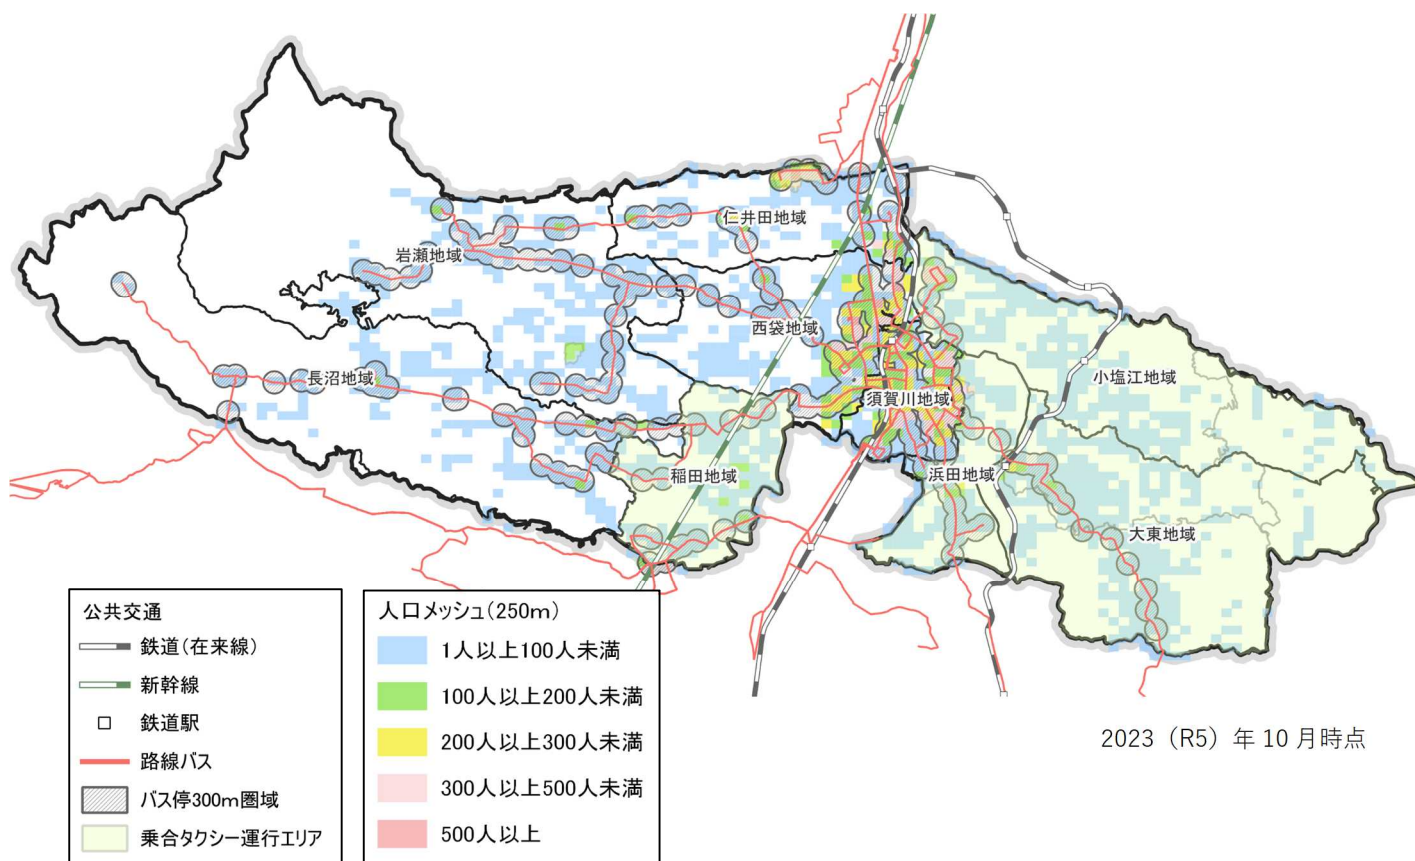 仁井田地域
岩瀬地域
西袋地域
長沼地域
小塩江地域
須賀川地域
稲田地域
浜田地域
大東地域
公共交通
鉄道(在来線)
新幹線
鉄道駅
路線バス
バス停300m圏域
乗合タクシー運行エリア
人口メッシュ(250m)
1人以上100人未満
100人以上200人未満
200人以上300人未満
300人以上500人未満
500人以上
2023（R5）年10月時点